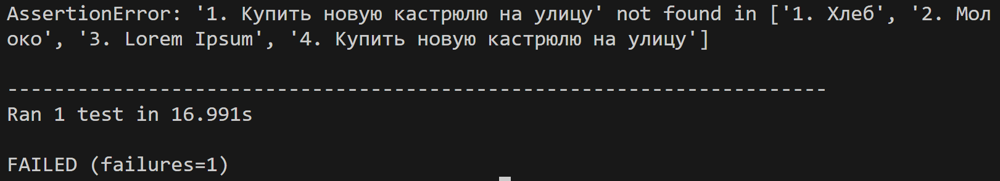 AssertionError: '1. Купить новую кастрюлю на улицу' not found in ['1. Хлеб', '2. Мол
око', '3. Lorem Ipsum', '4. Купить новую кастрюлю на улицу']
----------------------------------------------------------------------
Ran 1 test in 16.991s
FAILED (failures=1)